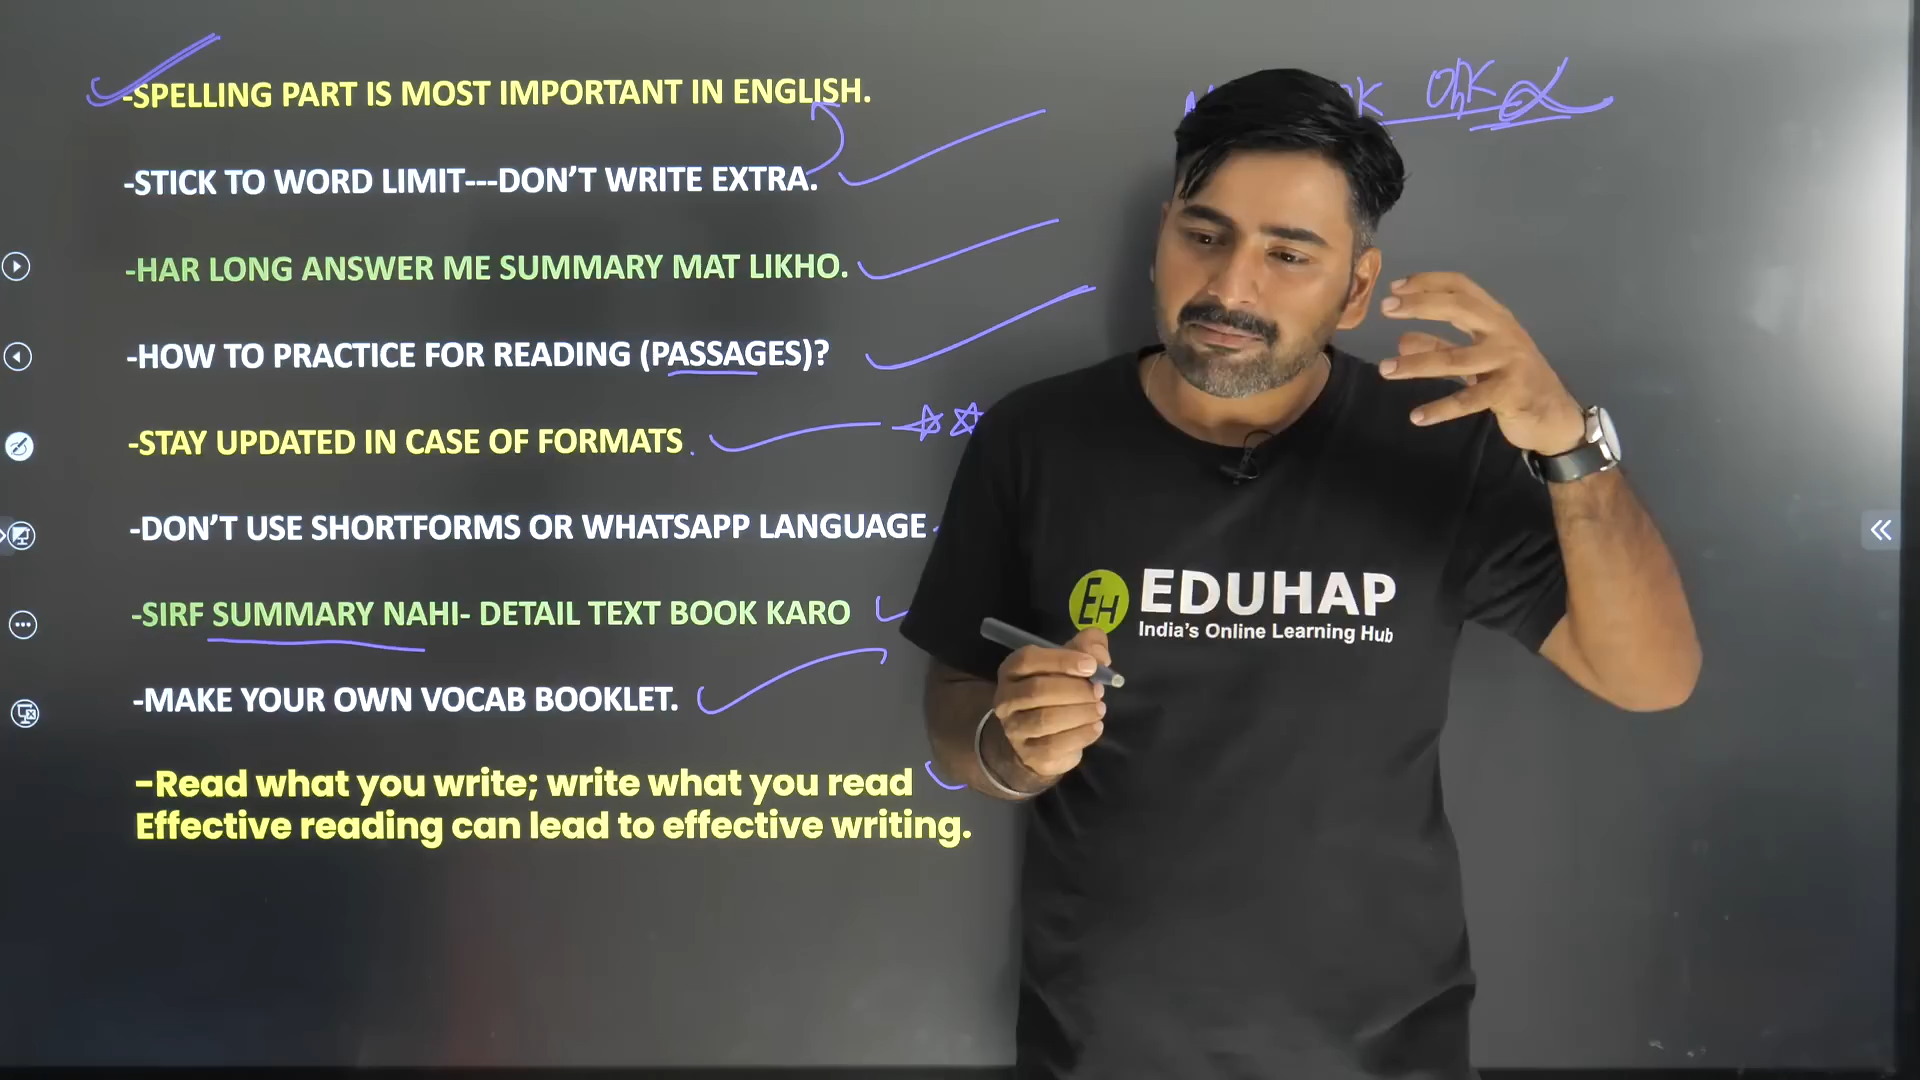 -SPELLING PART IS MOST IMPORTANT IN ENGLISH.
-STICK TO WORD LIMIT---DON’T WRITE EXTRA.
-HAR LONG ANSWER ME SUMMARY MAT LIKHO.
-HOW TO PRACTICE FOR READING (PASSAGES)?
-STAY UPDATED IN CASE OF FORMATS.
-DON’T USE SHORTFORMS OR WHATSAPP LANGUAGE
-SIRF SUMMARY NAHI- DETAIL TEXT BOOK KARO
-MAKE YOUR OWN VOCAB BOOKLET.
-Read what you write; write what you read
Effective reading can lead to effective writing.
EH EDUHAP
India’s Online Learning Hub